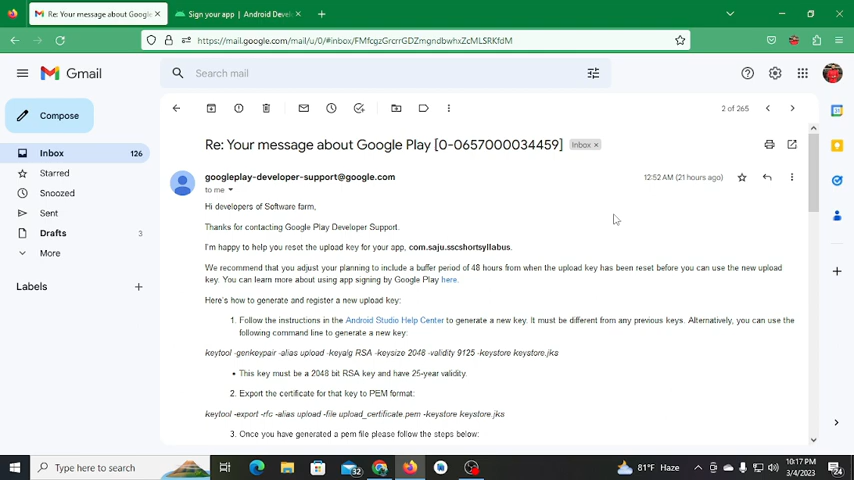 Re: Your message about Google P
Sign your app | Android Devel
https://mail.google.com/mail/u/0/#inbox/FMfcgzGrcrrGDZmgndbwhxZcMLSRKfdM
Gmail
Search mail
Compose
2 of 265
Inbox 126
Starred
Snoozed
Sent
Drafts 3
More
Labels
Re: Your message about Google Play [0-0657000034459] Inbox ×
googleplay-developer-support@google.com
12:52 AM (21 hours ago)
to me
Hi developers of Software farm,
Thanks for contacting Google Play Developer Support.
I'm happy to help you reset the upload key for your app, com.saju.sscshortsyllabus.
We recommend that you adjust your planning to include a buffer period of 48 hours from when the upload key has been reset before you can use the new upload
key. You can learn more about using app signing by Google Play here.
Here's how to generate and register a new upload key:
1. Follow the instructions in the Android Studio Help Center to generate a new key. It must be different from any previous keys. Alternatively, you can use the
following command line to generate a new key:
keytool -genkeypair -alias upload -keyalg RSA -keysize 2048 -validity 9125 -keystore keystore.jks
• This key must be a 2048 bit RSA key and have 25-year validity.
2. Export the certificate for that key to PEM format:
keytool -export -rfc -alias upload -file upload_certificate.pem -keystore keystore.jks
3. Once you have generated a pem file please follow the steps below:
Type here to search
32
81°F Haze
10:17 PM
3/4/2023
24